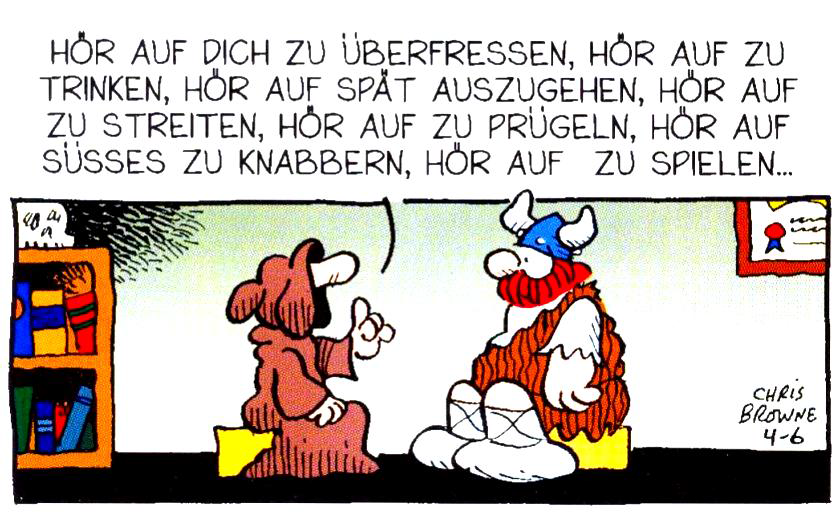 HÖR AUF DICH ZU ÜBERFRESSEN, HÖR AUF ZU
TRINKEN, HÖR AUF SPÄT AUSZUGEHEN, HÖR AUF
ZU STREITEN, HÖR AUF ZU PRÜGELN, HÖR AUF
SÜSSES ZU KNABBERN, HÖR AUF ZU SPIELEN...
CHRIS
BROWNE
4-6